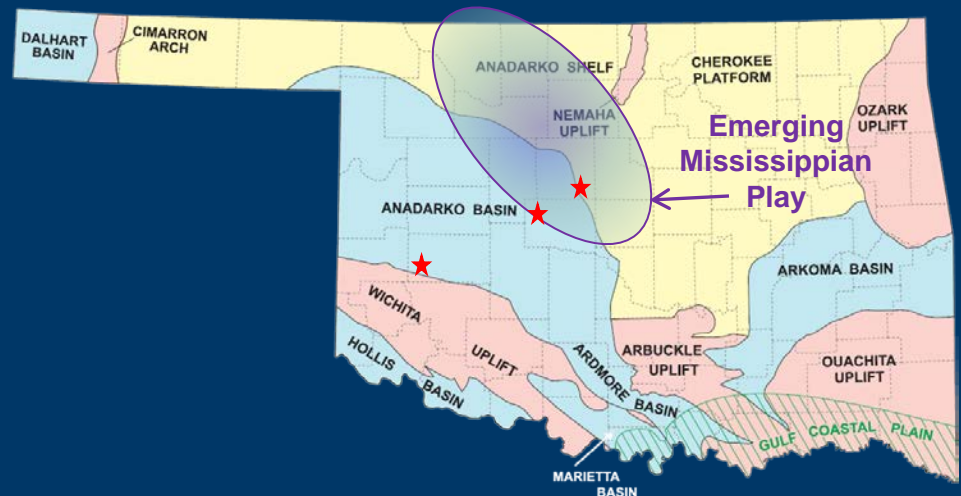 DALHART
BASIN
CIMARRON
ARCH
ANADARKO SHELF
CHEROKEE
PLATFORM
NEMAHA
UPLIFT
OZARK
UPLIFT
Emerging
Mississippian
Play
ANADARKO BASIN
ARKOMA BASIN
WICHITA
UPLIFT
HOLLIS
BASIN
ARDMORE BASIN
ARBUCKLE
UPLIFT
OUACHITA
UPLIFT
GULF COASTAL PLAIN
MARIETTA
BASIN